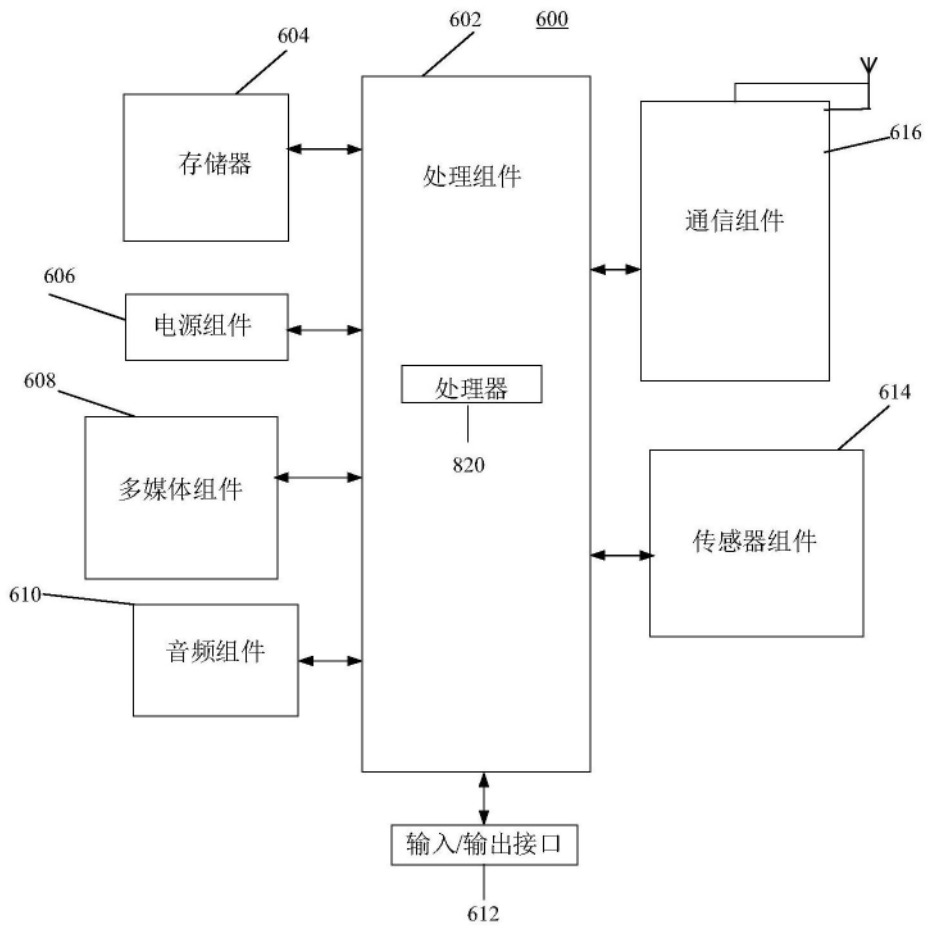 602
600
604
存储器
处理组件
616
通信组件
606
电源组件
处理器
820
608
多媒体组件
614
传感器组件
610
音频组件
输入/输出接口
612